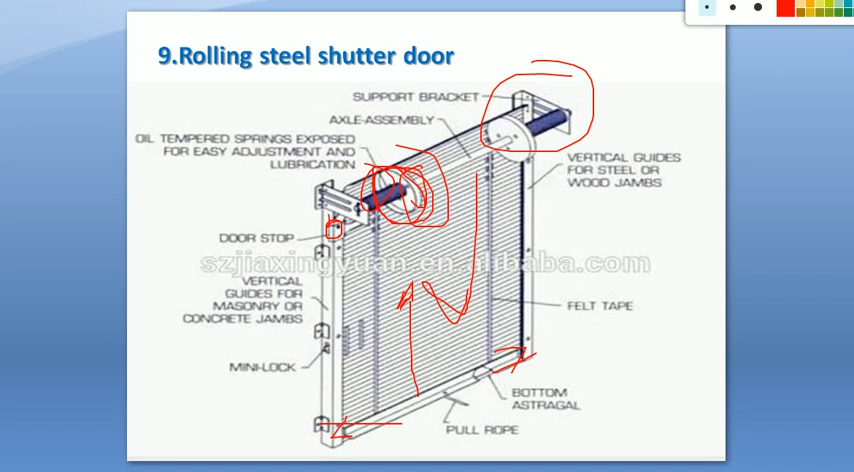 9.Rolling steel shutter door
SUPPORT BRACKET
AXLE-ASSEMBLY
OIL TEMPERED SPRINGS EXPOSED
FOR EASY ADJUSTMENT AND
LUBRICATION
VERTICAL GUIDES
FOR STEEL OR
WOOD JAMBS
DOOR STOP
szjiaxingyuan.en.alibaba.com
VERTICAL
GUIDES FOR
MASONRY OR
CONCRETE JAMBS
FELT TAPE
MINI-LOCK
BOTTOM
ASTRAGAL
PULL ROPE